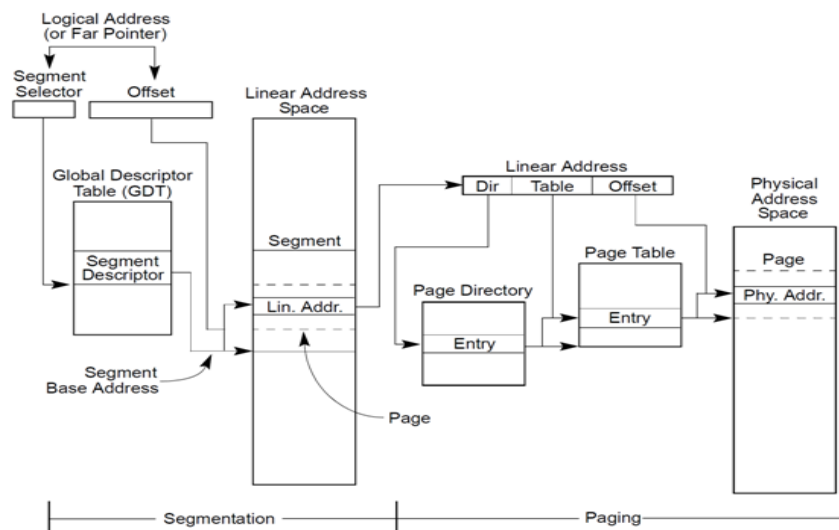 Logical Address
(or Far Pointer)
Segment
Selector
Offset
Linear Address
Space
Global Descriptor
Table (GDT)
Segment
Descriptor
Segment
Lin. Addr.
Segment
Base Address
Page
Linear Address
Dir
Table
Offset
Physical
Address
Space
Page Table
Page Directory
Entry
Entry
Page
Phy. Addr.
Segmentation
Paging